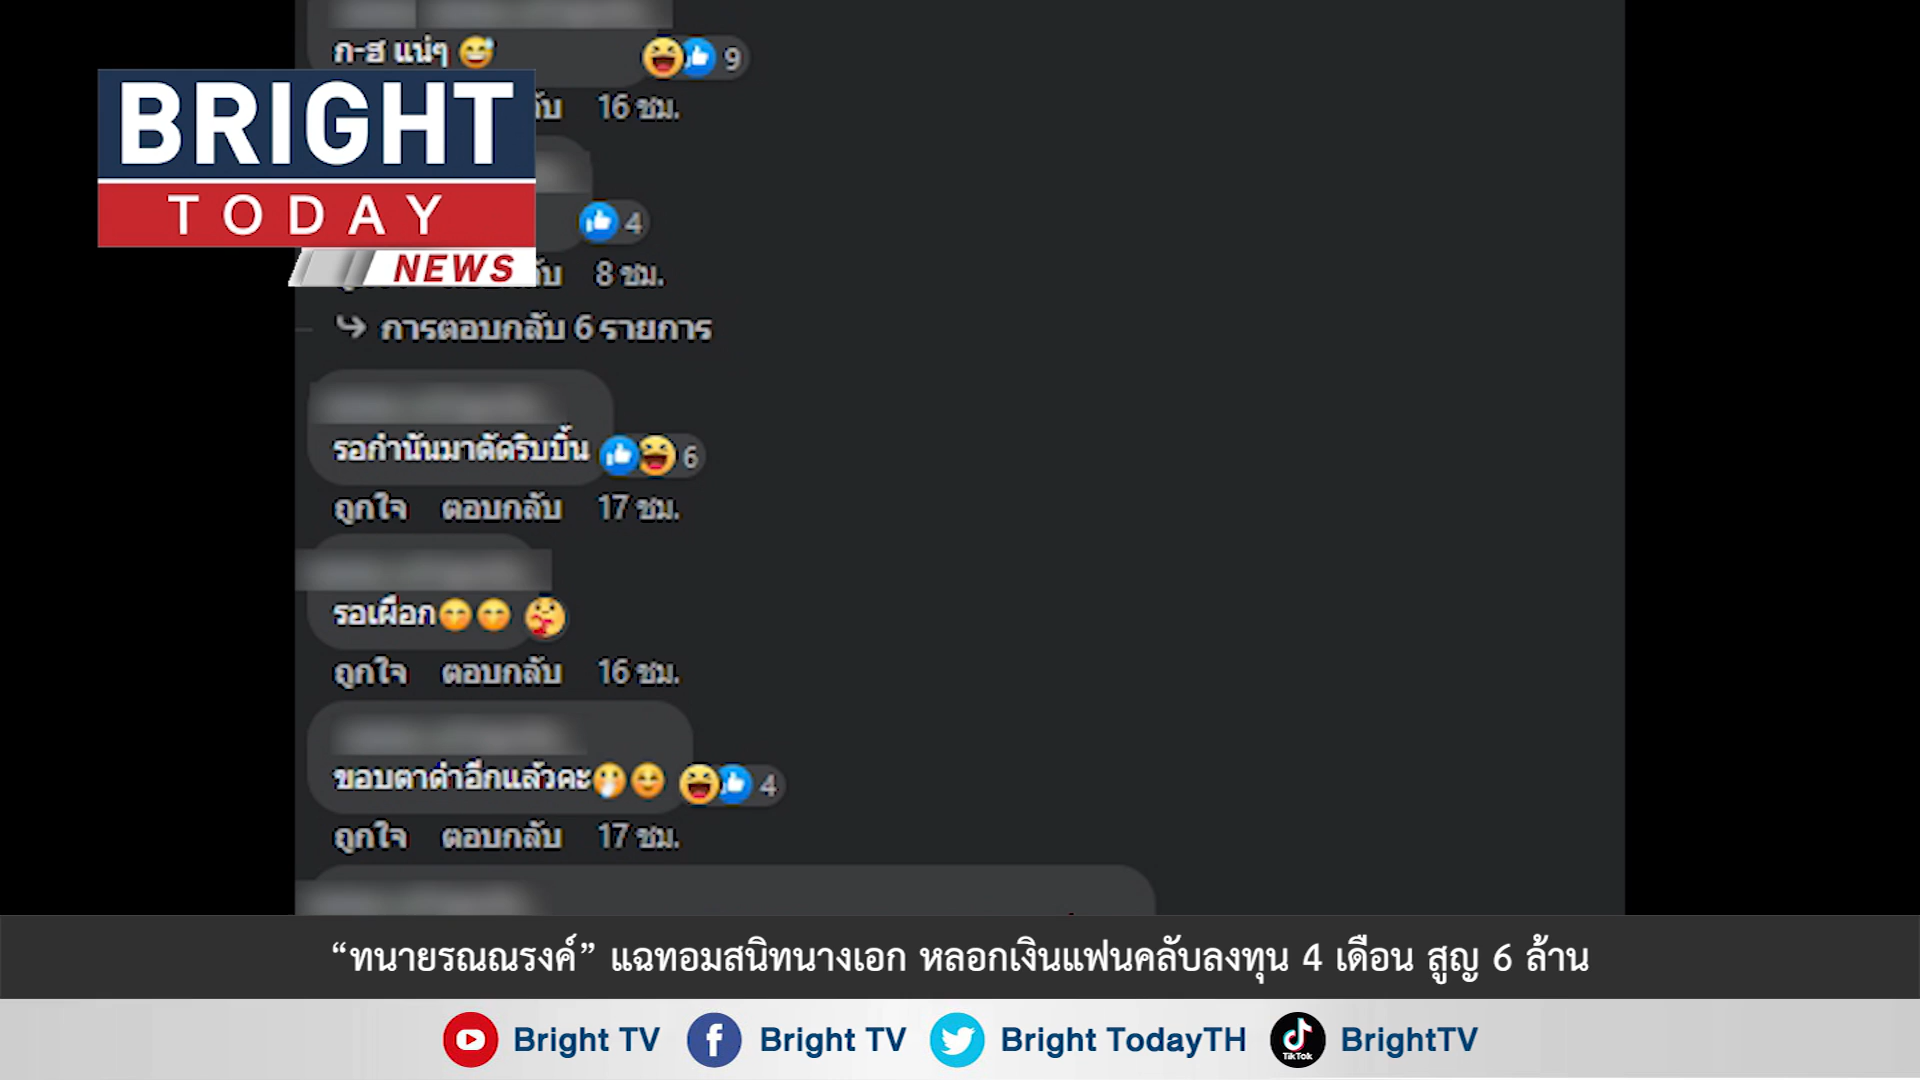 ก-ฮ แน่ๆ 9
16 ชม.
BRIGHT
TODAY
NEWS
4
8 ชม.
การตอบกลับ 6 รายการ
รอกำนันมาตัดริบบิ้น 6
ถูกใจ ตอบกลับ 17 ชม.
รอเผือก
ถูกใจ ตอบกลับ 16 ชม.
ขอบตาดำอีกแล้วคะ 4
ถูกใจ ตอบกลับ 17 ชม.
“ทนายรณณรงค์” แฉทอมสนิทนางเอก หลอกเงินแฟนคลับลงทุน 4 เดือน สูญ 6 ล้าน
Bright TV Bright TV Bright TodayTH TikTok BrightTV